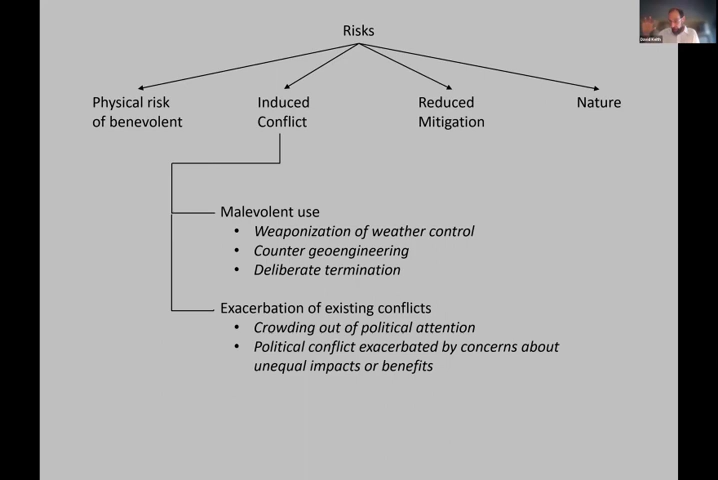 Risks
Physical risk
of benevolent
Induced
Conflict
Reduced
Mitigation
Nature
Malevolent use
• Weaponization of weather control
• Counter geoengineering
• Deliberate termination
Exacerbation of existing conflicts
• Crowding out of political attention
• Political conflict exacerbated by concerns about
unequal impacts or benefits
David Keith